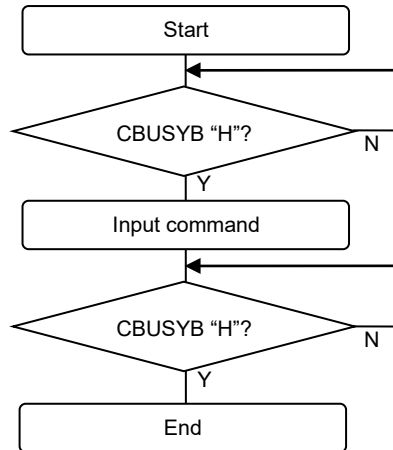 Start
CBUSYB “H”?
N
Y
Input command
CBUSYB “H”?
N
Y
End